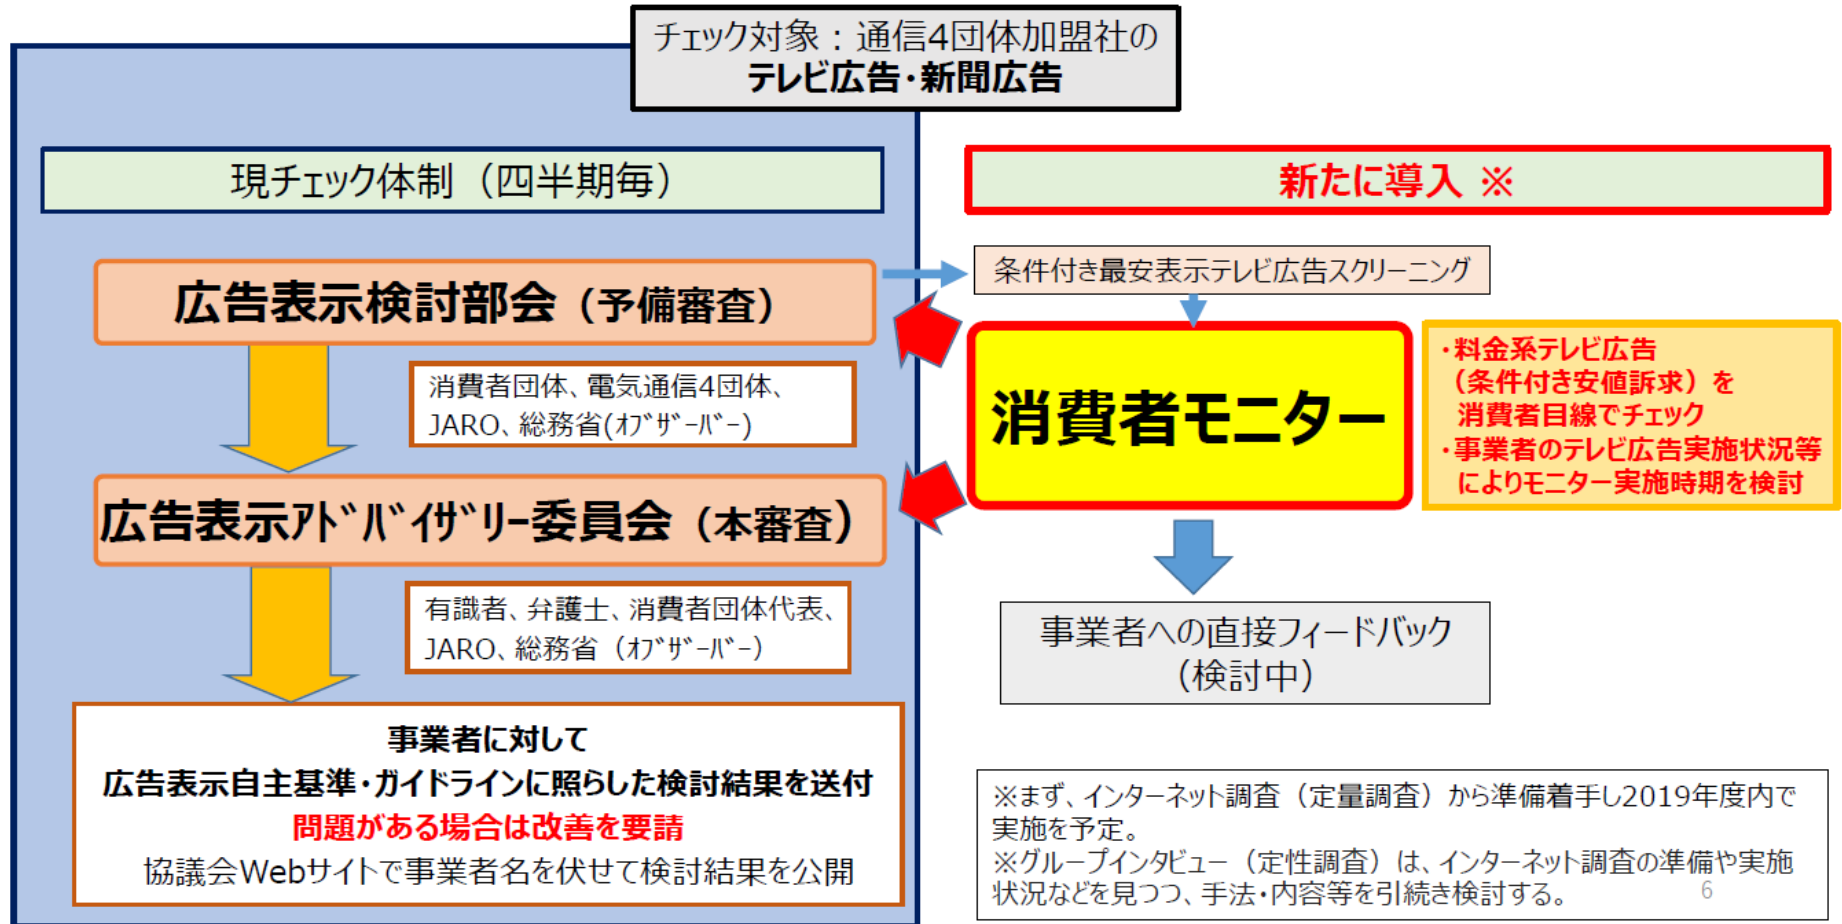 チェック対象：通信4団体加盟社の
テレビ広告・新聞広告
現チェック体制（四半期毎）
広告表示検討部会（予備審査）
消費者団体、電気通信4団体、
JARO、総務省(ｵﾌﾞｻﾞｰﾊﾞｰ)
広告表示ｱﾄﾞﾊﾞｲｻﾞﾘｰ委員会（本審査）
有識者、弁護士、消費者団体代表、
JARO、総務省（ｵﾌﾞｻﾞｰﾊﾞｰ）
事業者に対して
広告表示自主基準・ガイドラインに照らした検討結果を送付
問題がある場合は改善を要請
協議会Webサイトで事業者名を伏せて検討結果を公開
新たに導入 ※
条件付き最安表示テレビ広告スクリーニング
消費者モニター
・料金系テレビ広告
（条件付き安値訴求）を
消費者目線でチェック
・事業者のテレビ広告実施状況等
によりモニター実施時期を検討
事業者への直接フィードバック
（検討中）
※まず、インターネット調査（定量調査）から準備着手し2019年度内で
実施を予定。
※グループインタビュー（定性調査）は、インターネット調査の準備や実施
状況などを見つつ、手法・内容等を引続き検討する。
6